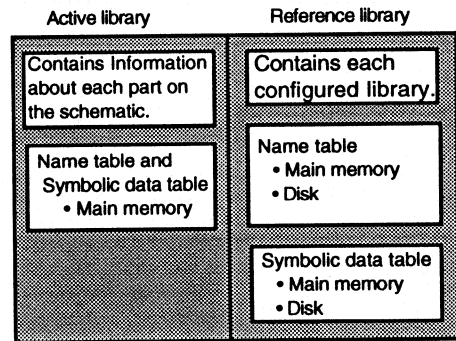 Active library
Contains Information
about each part on
the schematic.
Name table and
Symbolic data table
• Main memory
Reference library
Contains each
configured library.
Name table
• Main memory
• Disk
Symbolic data table
• Main memory
• Disk